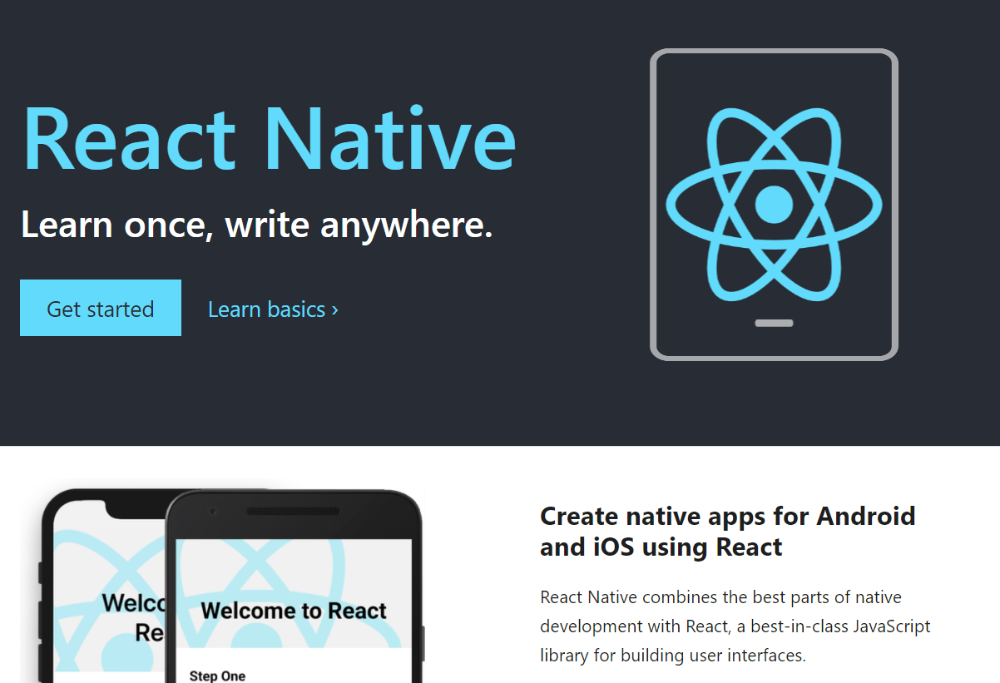 React Native
Learn once, write anywhere.
Get started
Learn basics ›
Create native apps for Android
and iOS using React
React Native combines the best parts of native
development with React, a best-in-class JavaScript
library for building user interfaces.
Welco
Re
Welcome to React
Step One